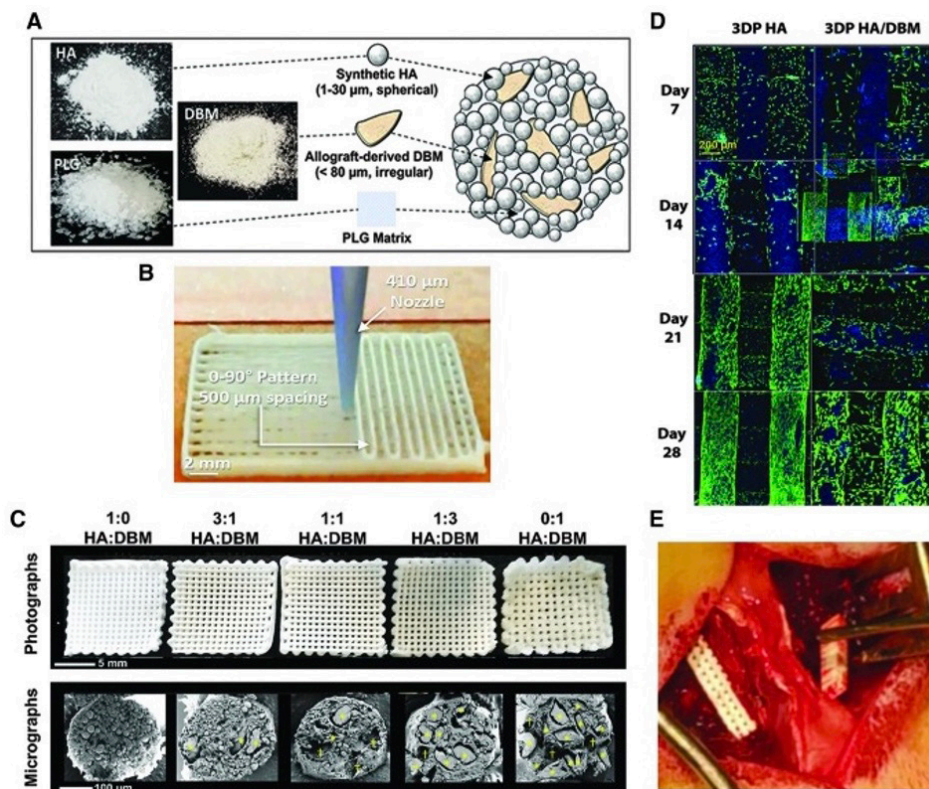 A
HA
PLG
DBM
Synthetic HA
(1-30 µm, spherical)
Allograft-derived DBM
(< 80 µm, irregular)
PLG Matrix
B
410 µm
Nozzle
0-90° Pattern
500 µm spacing
2 mm
C
1:0
HA:DBM
3:1
HA:DBM
1:1
HA:DBM
1:3
HA:DBM
0:1
HA:DBM
Photographs
5 mm
Micrographs
100 µm
D
3DP HA
3DP HA/DBM
Day
7
200 µm
Day
14
Day
21
Day
28
E